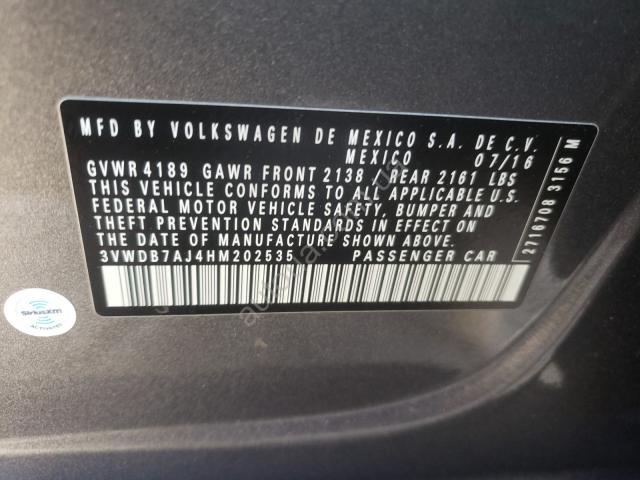 MFD BY VOLKSWAGEN DE MEXICO S.A. DE C.V.
MEXICO 07/16
GVWR 4189 GAWR FRONT 2138 / REAR 2161 LBS
THIS VEHICLE CONFORMS TO ALL APPLICABLE U.S.
FEDERAL MOTOR VEHICLE SAFETY, BUMPER AND
THEFT PREVENTION STANDARDS IN EFFECT ON
THE DATE OF MANUFACTURE SHOWN ABOVE.
3VWDB7AJ4HM202535 PASSENGER CAR
2716708 3156 M
SiriusXM
ACTIVATED